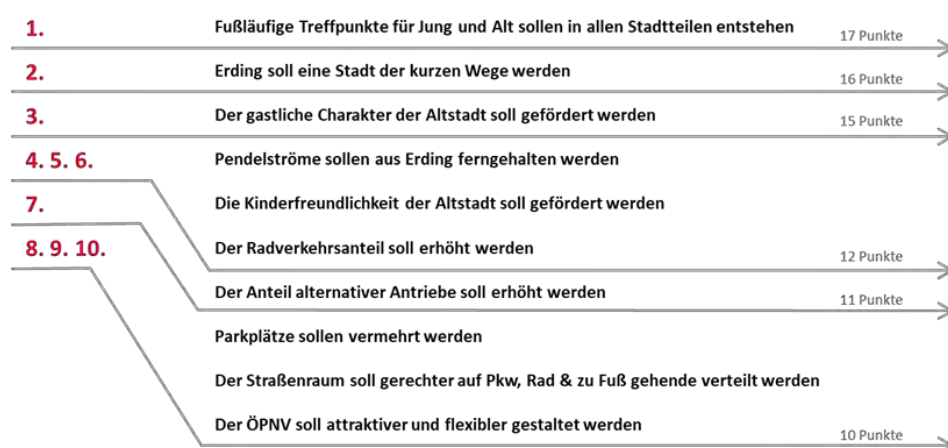 1. Fußläufige Treffpunkte für Jung und Alt sollen in allen Stadtteilen entstehen 17 Punkte
2. Erding soll eine Stadt der kurzen Wege werden 16 Punkte
3. Der gastliche Charakter der Altstadt soll gefördert werden 15 Punkte
4. 5. 6. Pendelströme sollen aus Erding ferngehalten werden
7. Die Kinderfreundlichkeit der Altstadt soll gefördert werden
8. 9. 10. Der Radverkehrsanteil soll erhöht werden 12 Punkte
Der Anteil alternativer Antriebe soll erhöht werden 11 Punkte
Parkplätze sollen vermehrt werden
Der Straßenraum soll gerechter auf Pkw, Rad & zu Fuß gehende verteilt werden
Der ÖPNV soll attraktiver und flexibler gestaltet werden 10 Punkte